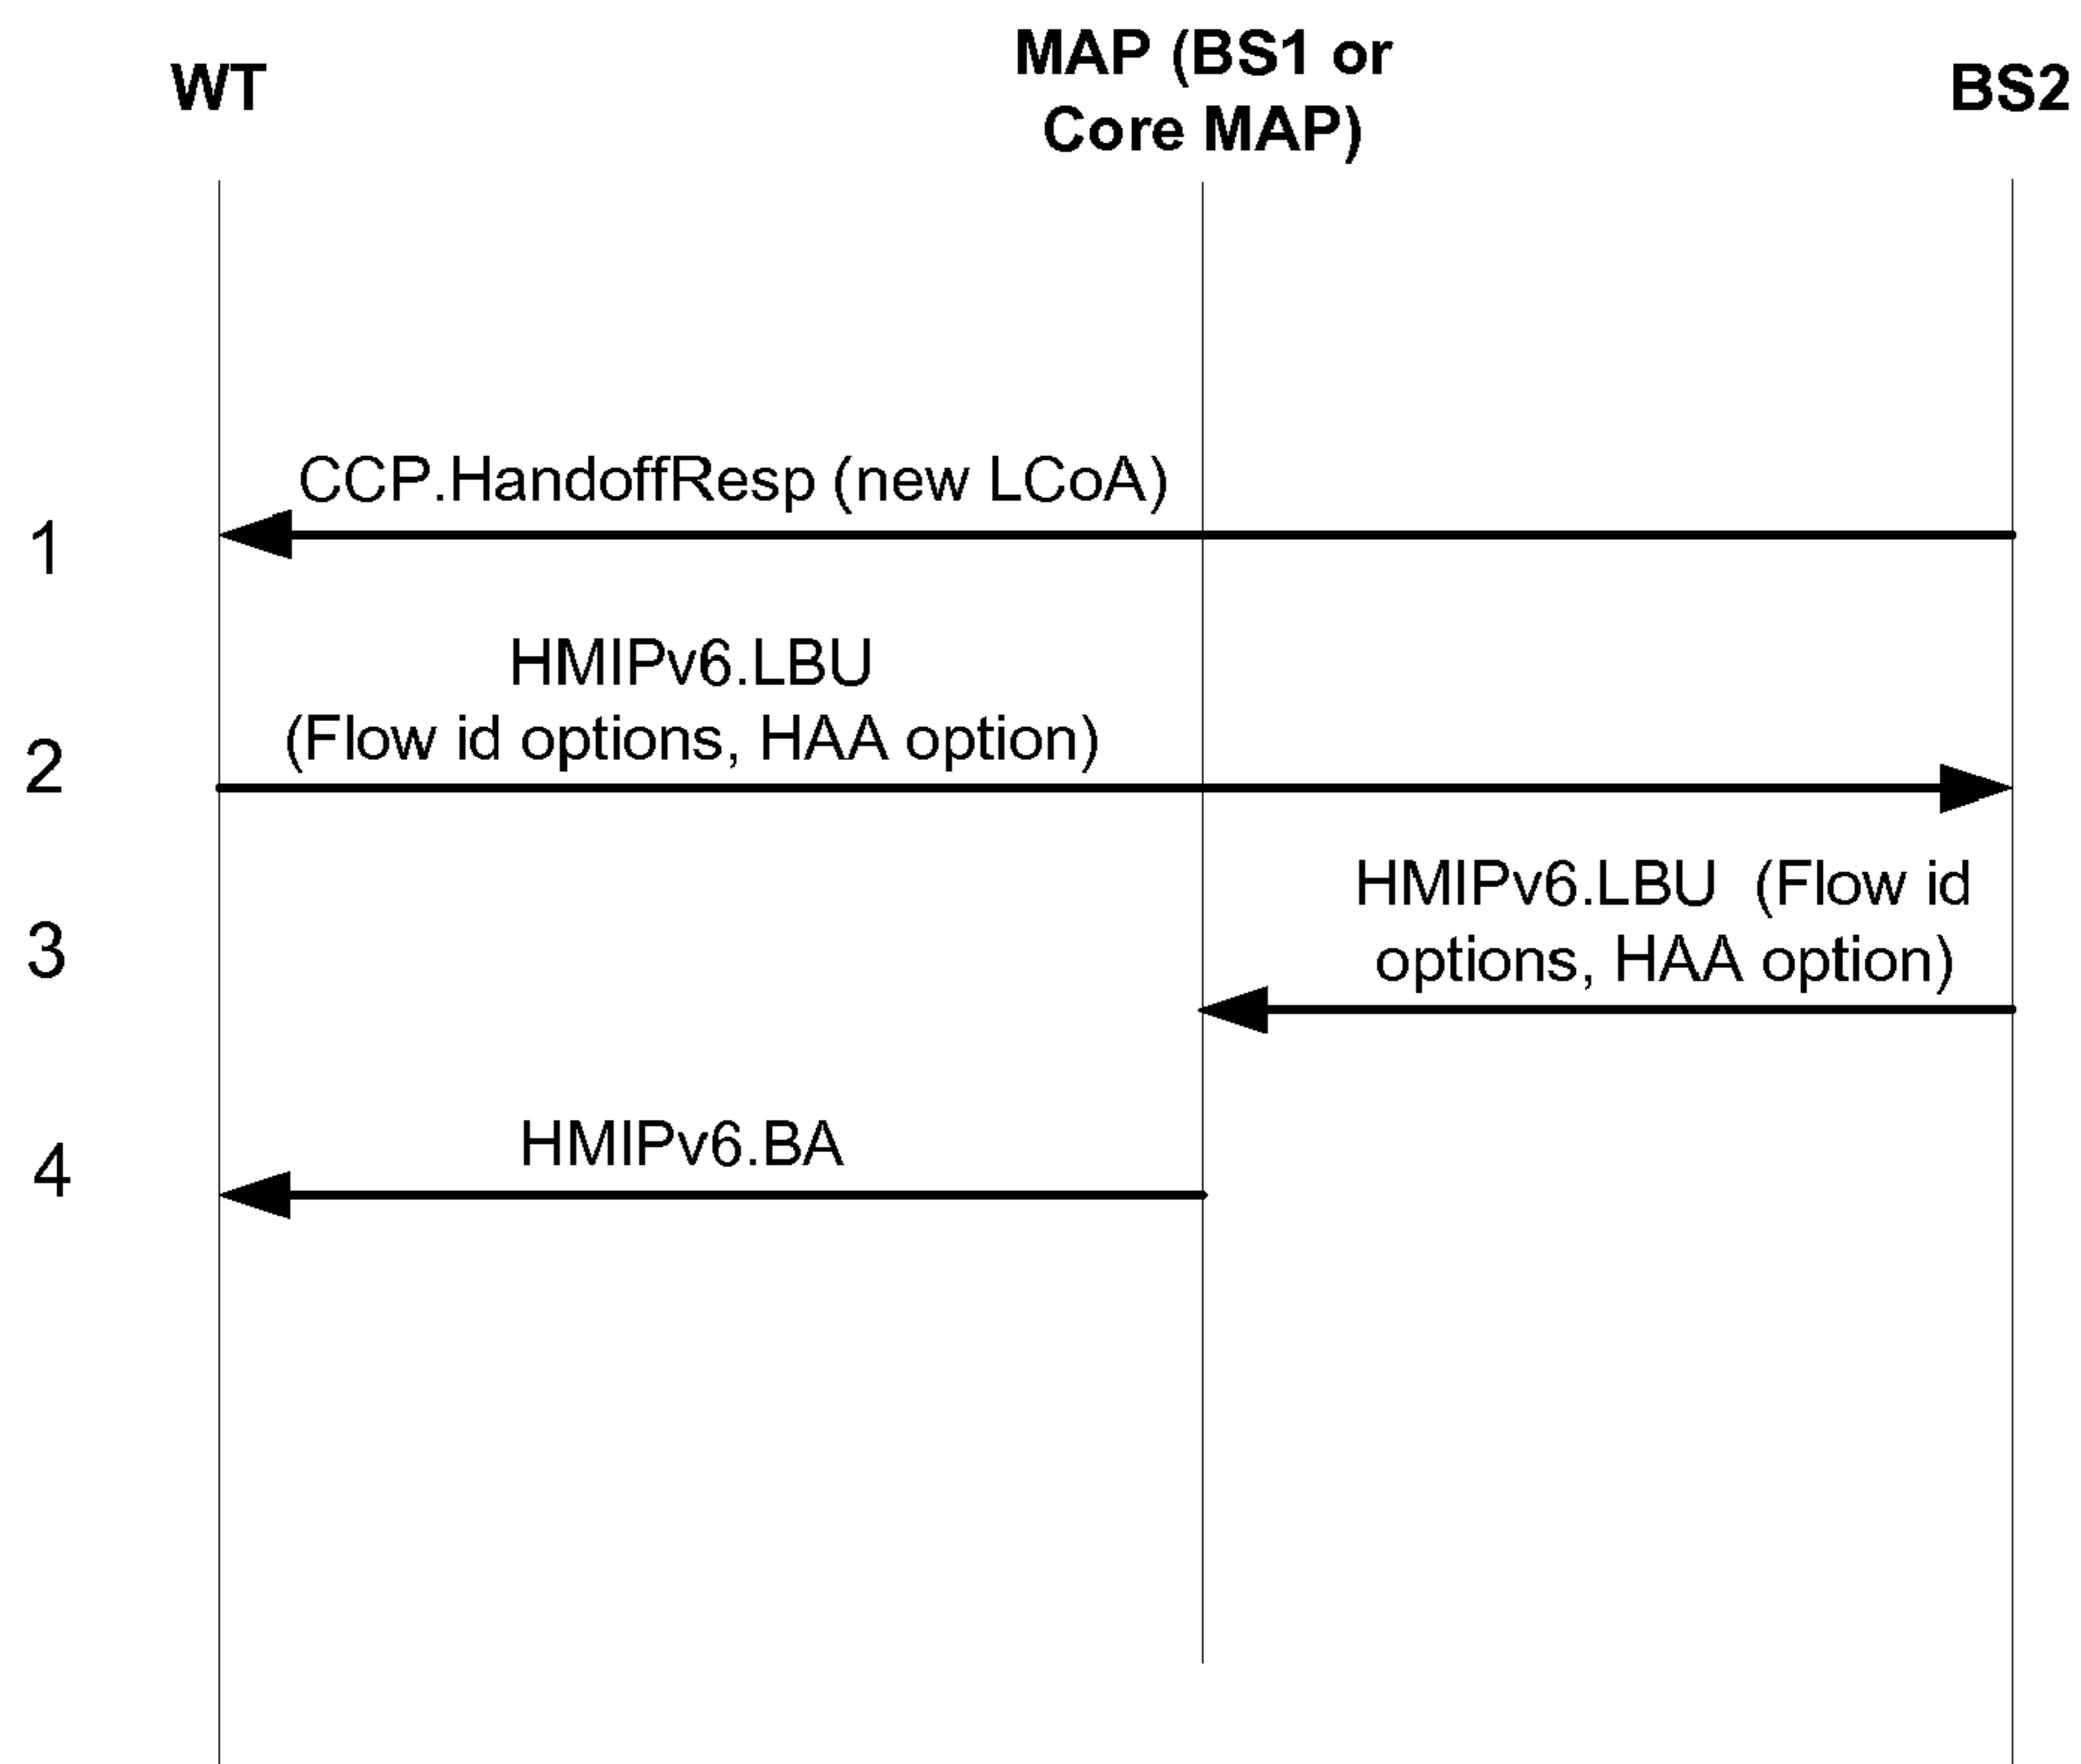 WT
MAP (BS1 or
Core MAP)
BS2
CCP.HandoffResp (new LCoA)
1
HMIPv6.LBU
(Flow id options, HAA option)
2
HMIPv6.LBU (Flow id
options, HAA option)
3
HMIPv6.BA
4